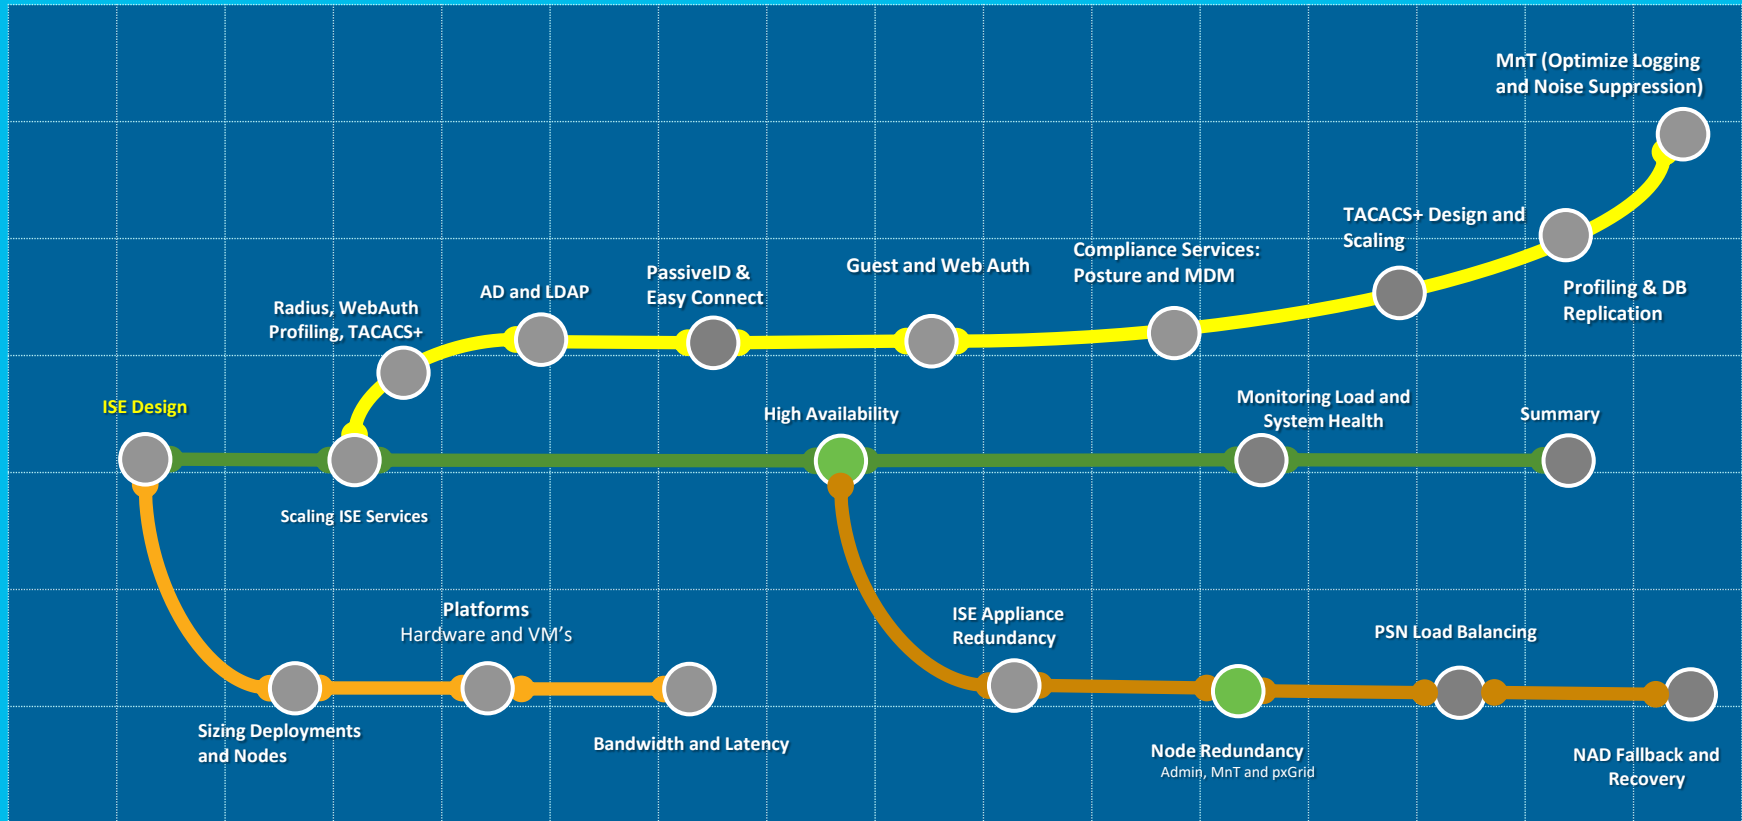 MnT (Optimize Logging
and Noise Suppression)
TACACS+ Design and
Scaling
Compliance Services:
Posture and MDM
Guest and Web Auth
PassiveID &
Easy Connect
AD and LDAP
Radius, WebAuth
Profiling, TACACS+
Profiling & DB
Replication
ISE Design
High Availability
Monitoring Load and
System Health
Summary
Scaling ISE Services
Platforms
Hardware and VM's
ISE Appliance
Redundancy
PSN Load Balancing
Sizing Deployments
and Nodes
Bandwidth and Latency
Node Redundancy
Admin, MnT and pxGrid
NAD Fallback and
Recovery